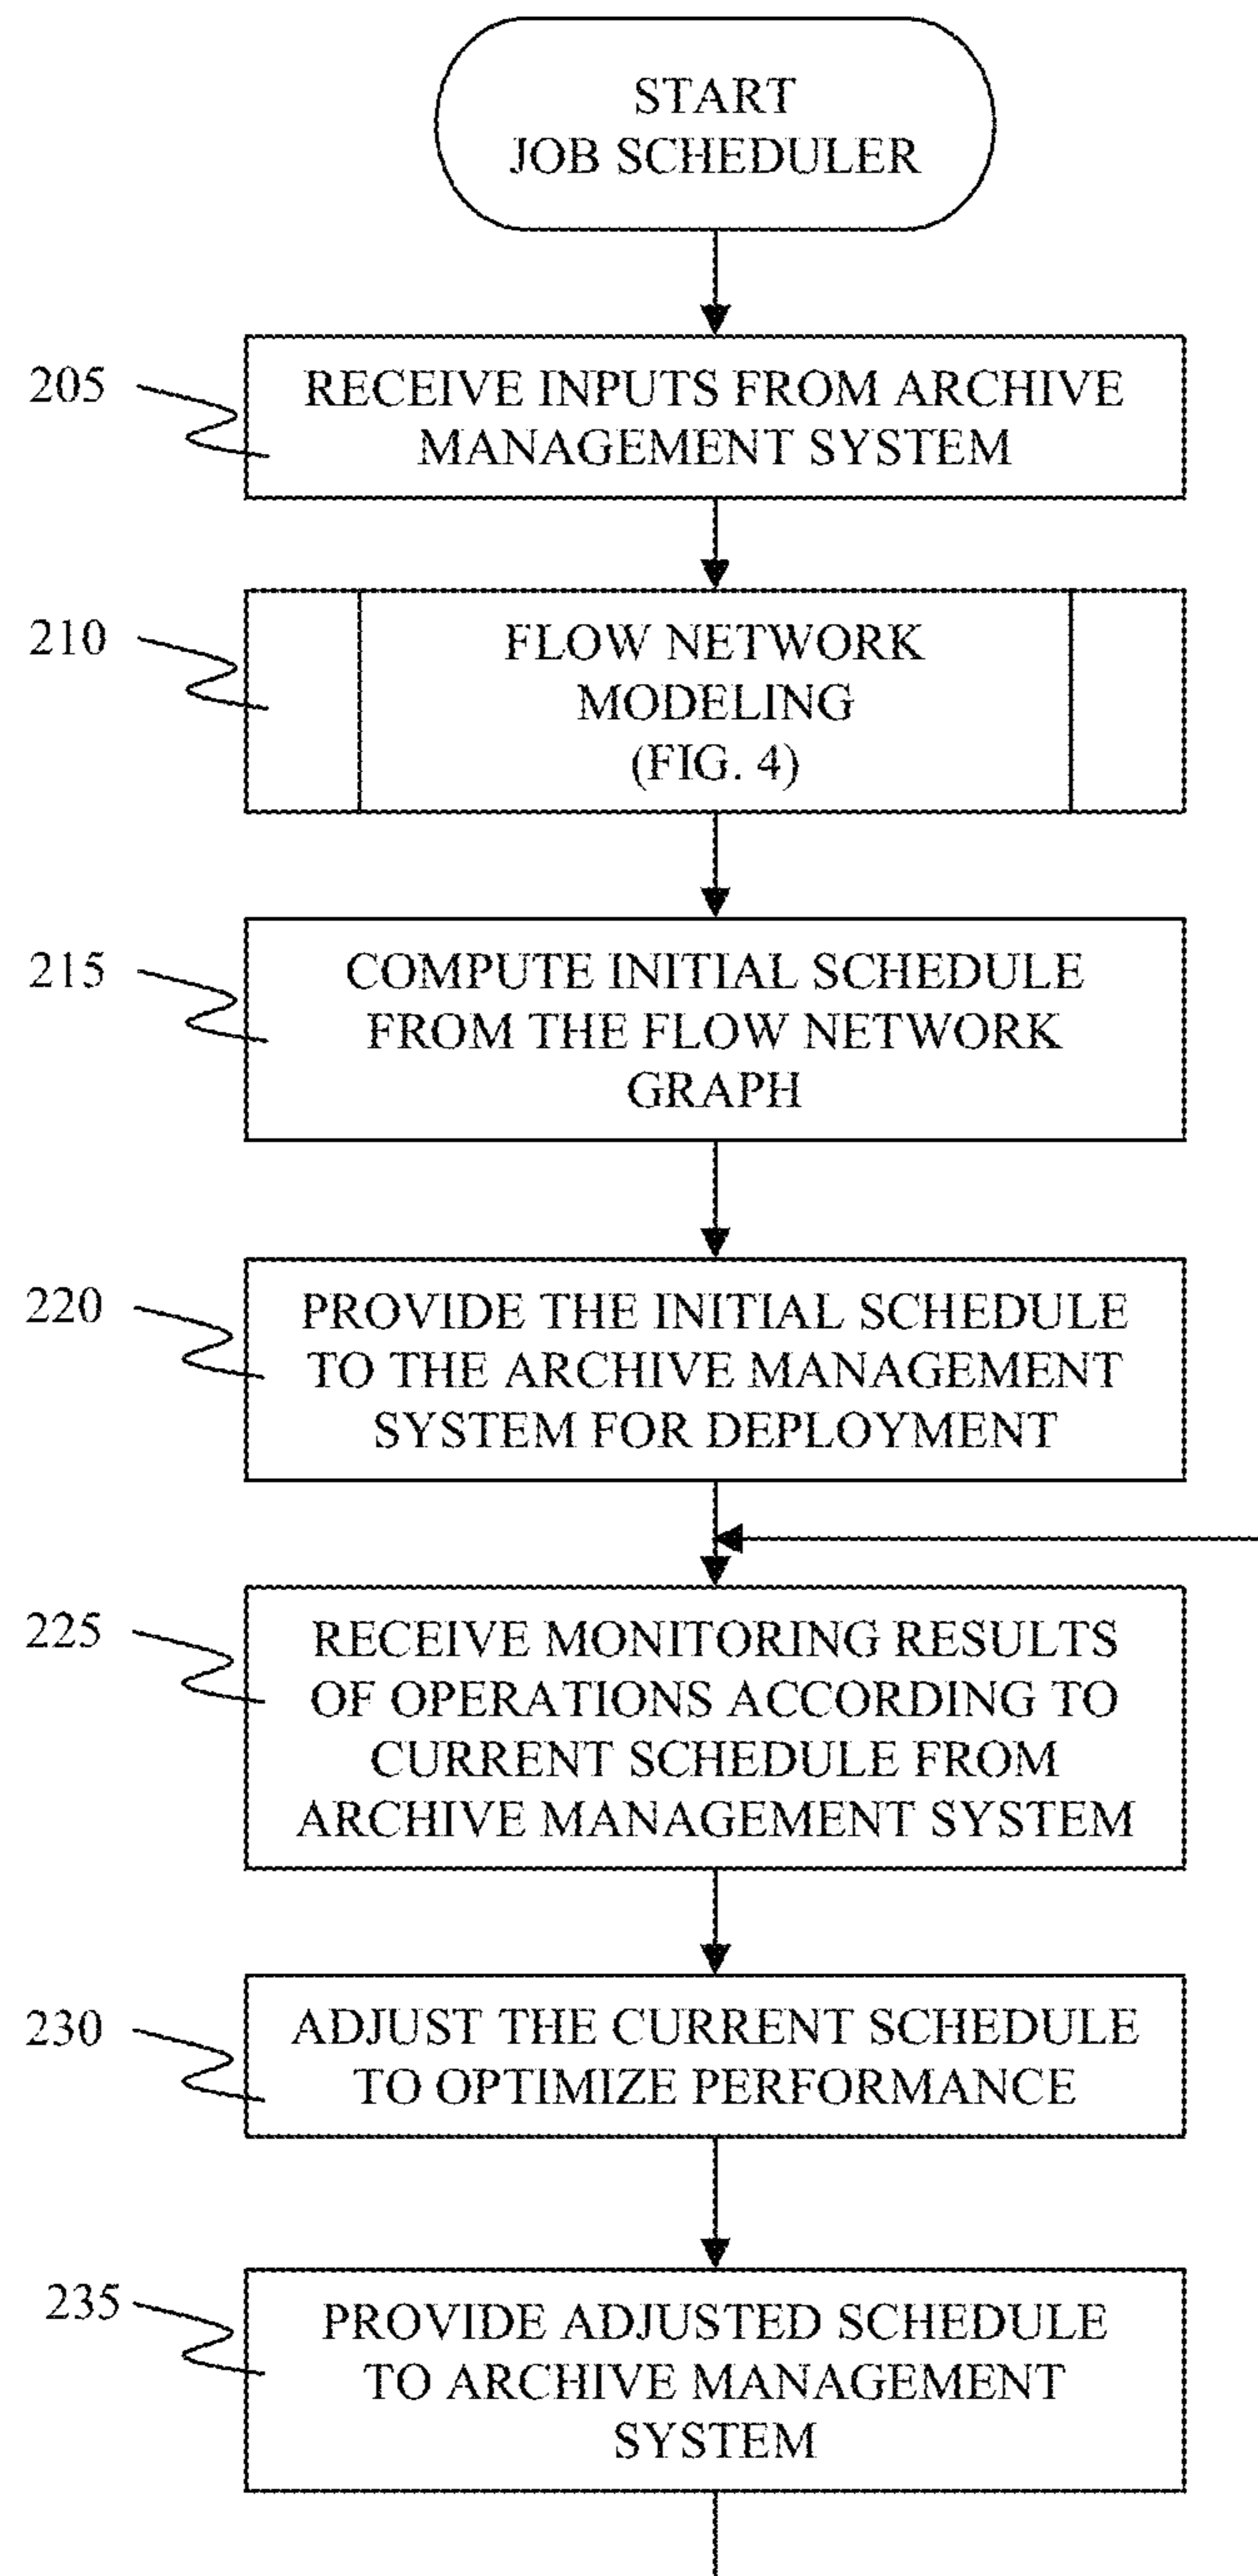 START
JOB SCHEDULER
205
RECEIVE INPUTS FROM ARCHIVE
MANAGEMENT SYSTEM
210
FLOW NETWORK
MODELING
(FIG. 4)
215
COMPUTE INITIAL SCHEDULE
FROM THE FLOW NETWORK
GRAPH
220
PROVIDE THE INITIAL SCHEDULE
TO THE ARCHIVE MANAGEMENT
SYSTEM FOR DEPLOYMENT
225
RECEIVE MONITORING RESULTS
OF OPERATIONS ACCORDING TO
CURRENT SCHEDULE FROM
ARCHIVE MANAGEMENT SYSTEM
230
ADJUST THE CURRENT SCHEDULE
TO OPTIMIZE PERFORMANCE
235
PROVIDE ADJUSTED SCHEDULE
TO ARCHIVE MANAGEMENT
SYSTEM